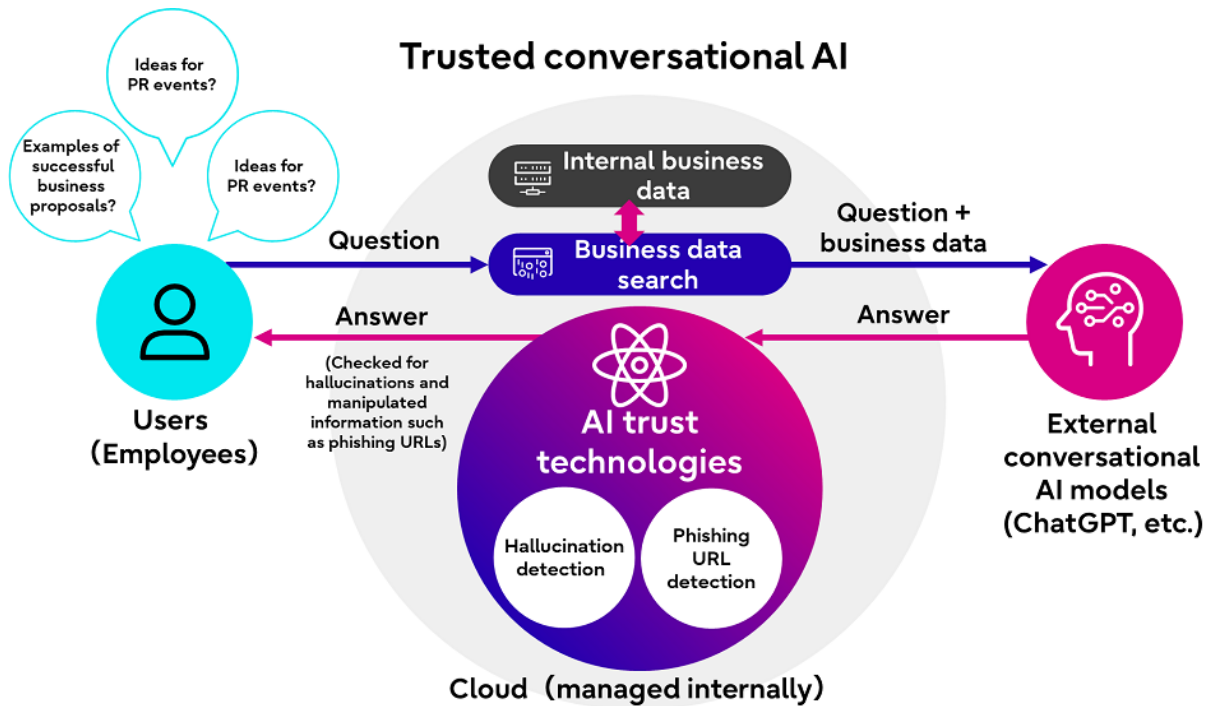 Trusted conversational AI
Ideas for
PR events?
Examples of
successful
business
proposals?
Ideas for
PR events?
Internal business
data
Question
Business data
search
Question +
business data
Answer
(Checked for
hallucinations and
manipulated
information such
as phishing URLs)
Answer
Users
(Employees)
AI trust
technologies
Hallucination
detection
Phishing
URL
detection
External
conversational
AI models
(ChatGPT, etc.)
Cloud (managed internally)